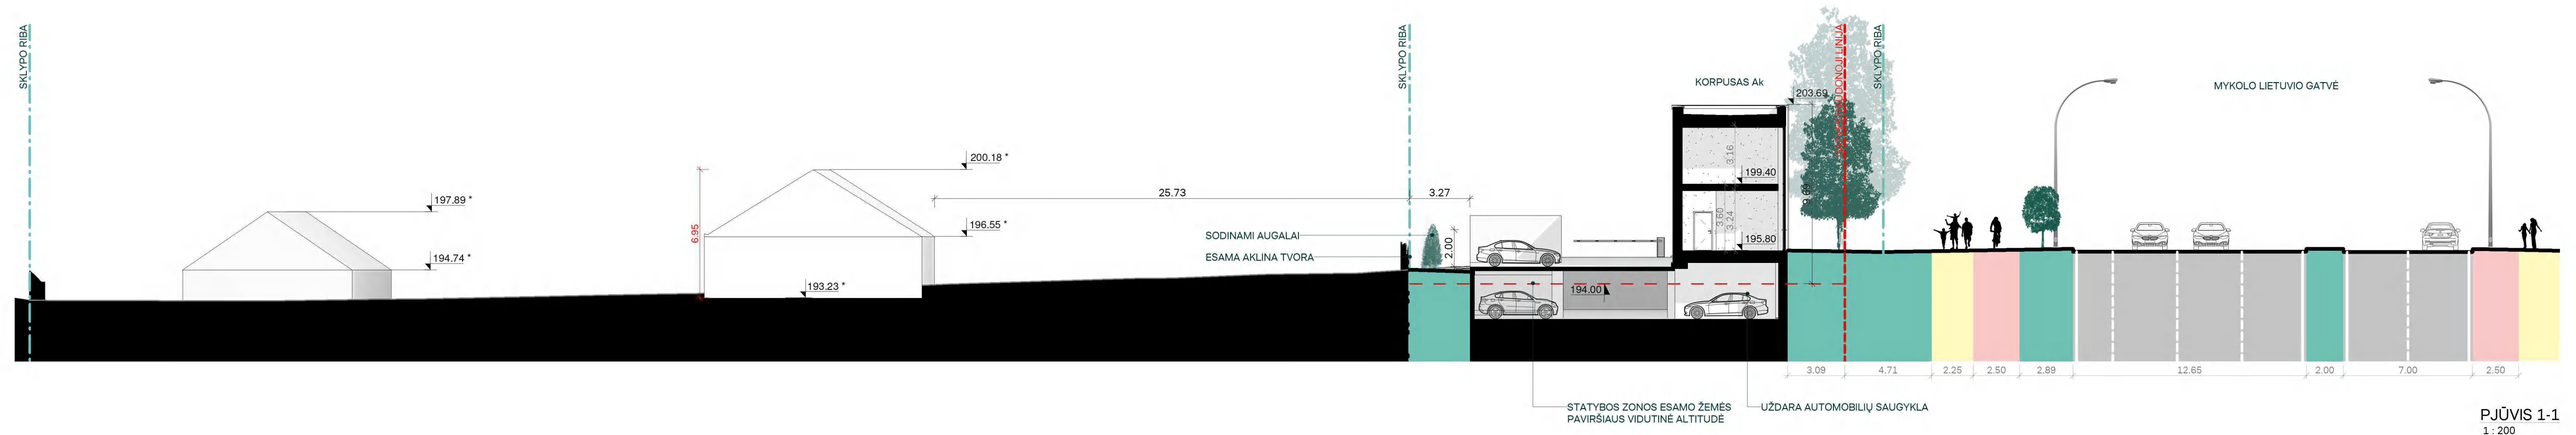 SKLYPO RIBA
197.89 *
194.74 *
6.95
193.23 *
200.18 *
196.55 *
25.73
SKLYPO RIBA
3.27
SODINAMI AUGALAI
ESAMA AKLINA TVORA
2.00
KORPUSAS Ak
203.69
3.16
199.40
3.60
3.24
195.80
194.00
SKLYPO RIBA
MYKOLO LIETUVIO GATVĖ
3.09
4.71
2.25
2.50
2.89
12.65
2.00
7.00
2.50
STATYBOS ZONOS ESAMO ŽEMĖS
PAVIRŠIAUS VIDUTINĖ ALTITUDĖ
UŽDARA AUTOMOBILIŲ SAUGYKLA
PJŪVIS 1-1
1 : 200